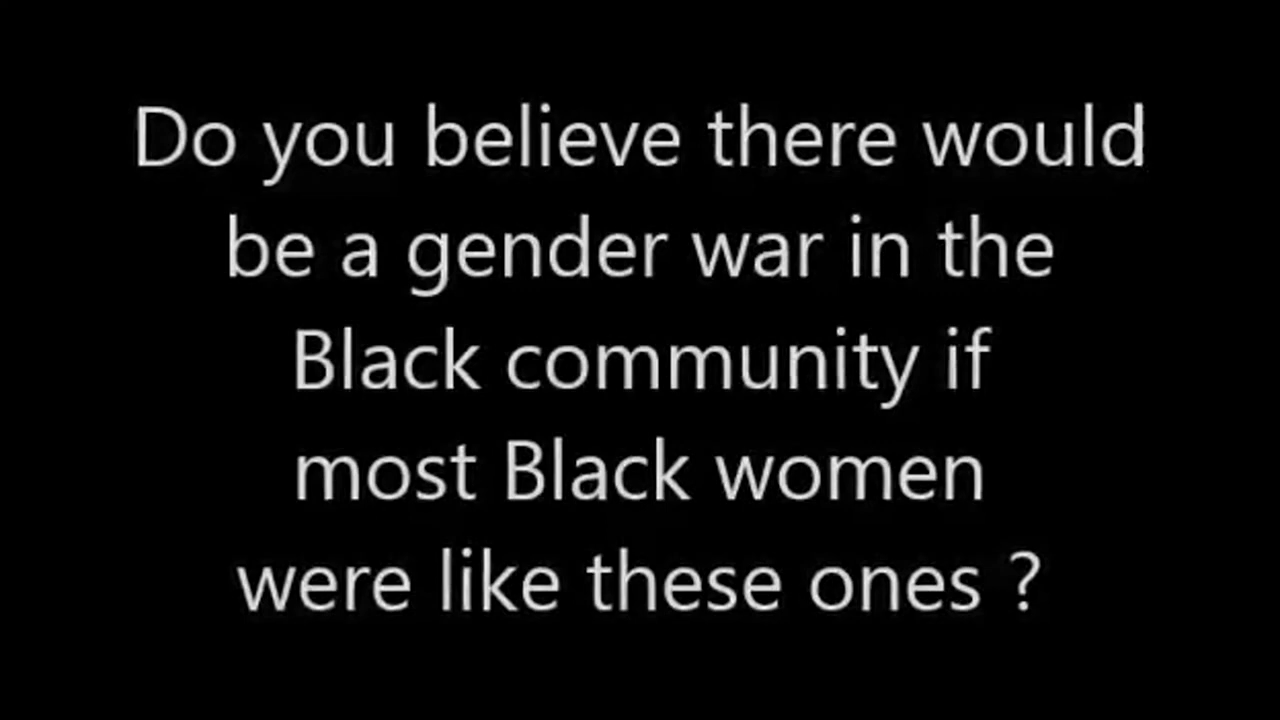 Do you believe there would
be a gender war in the
Black community if
most Black women
were like these ones ?